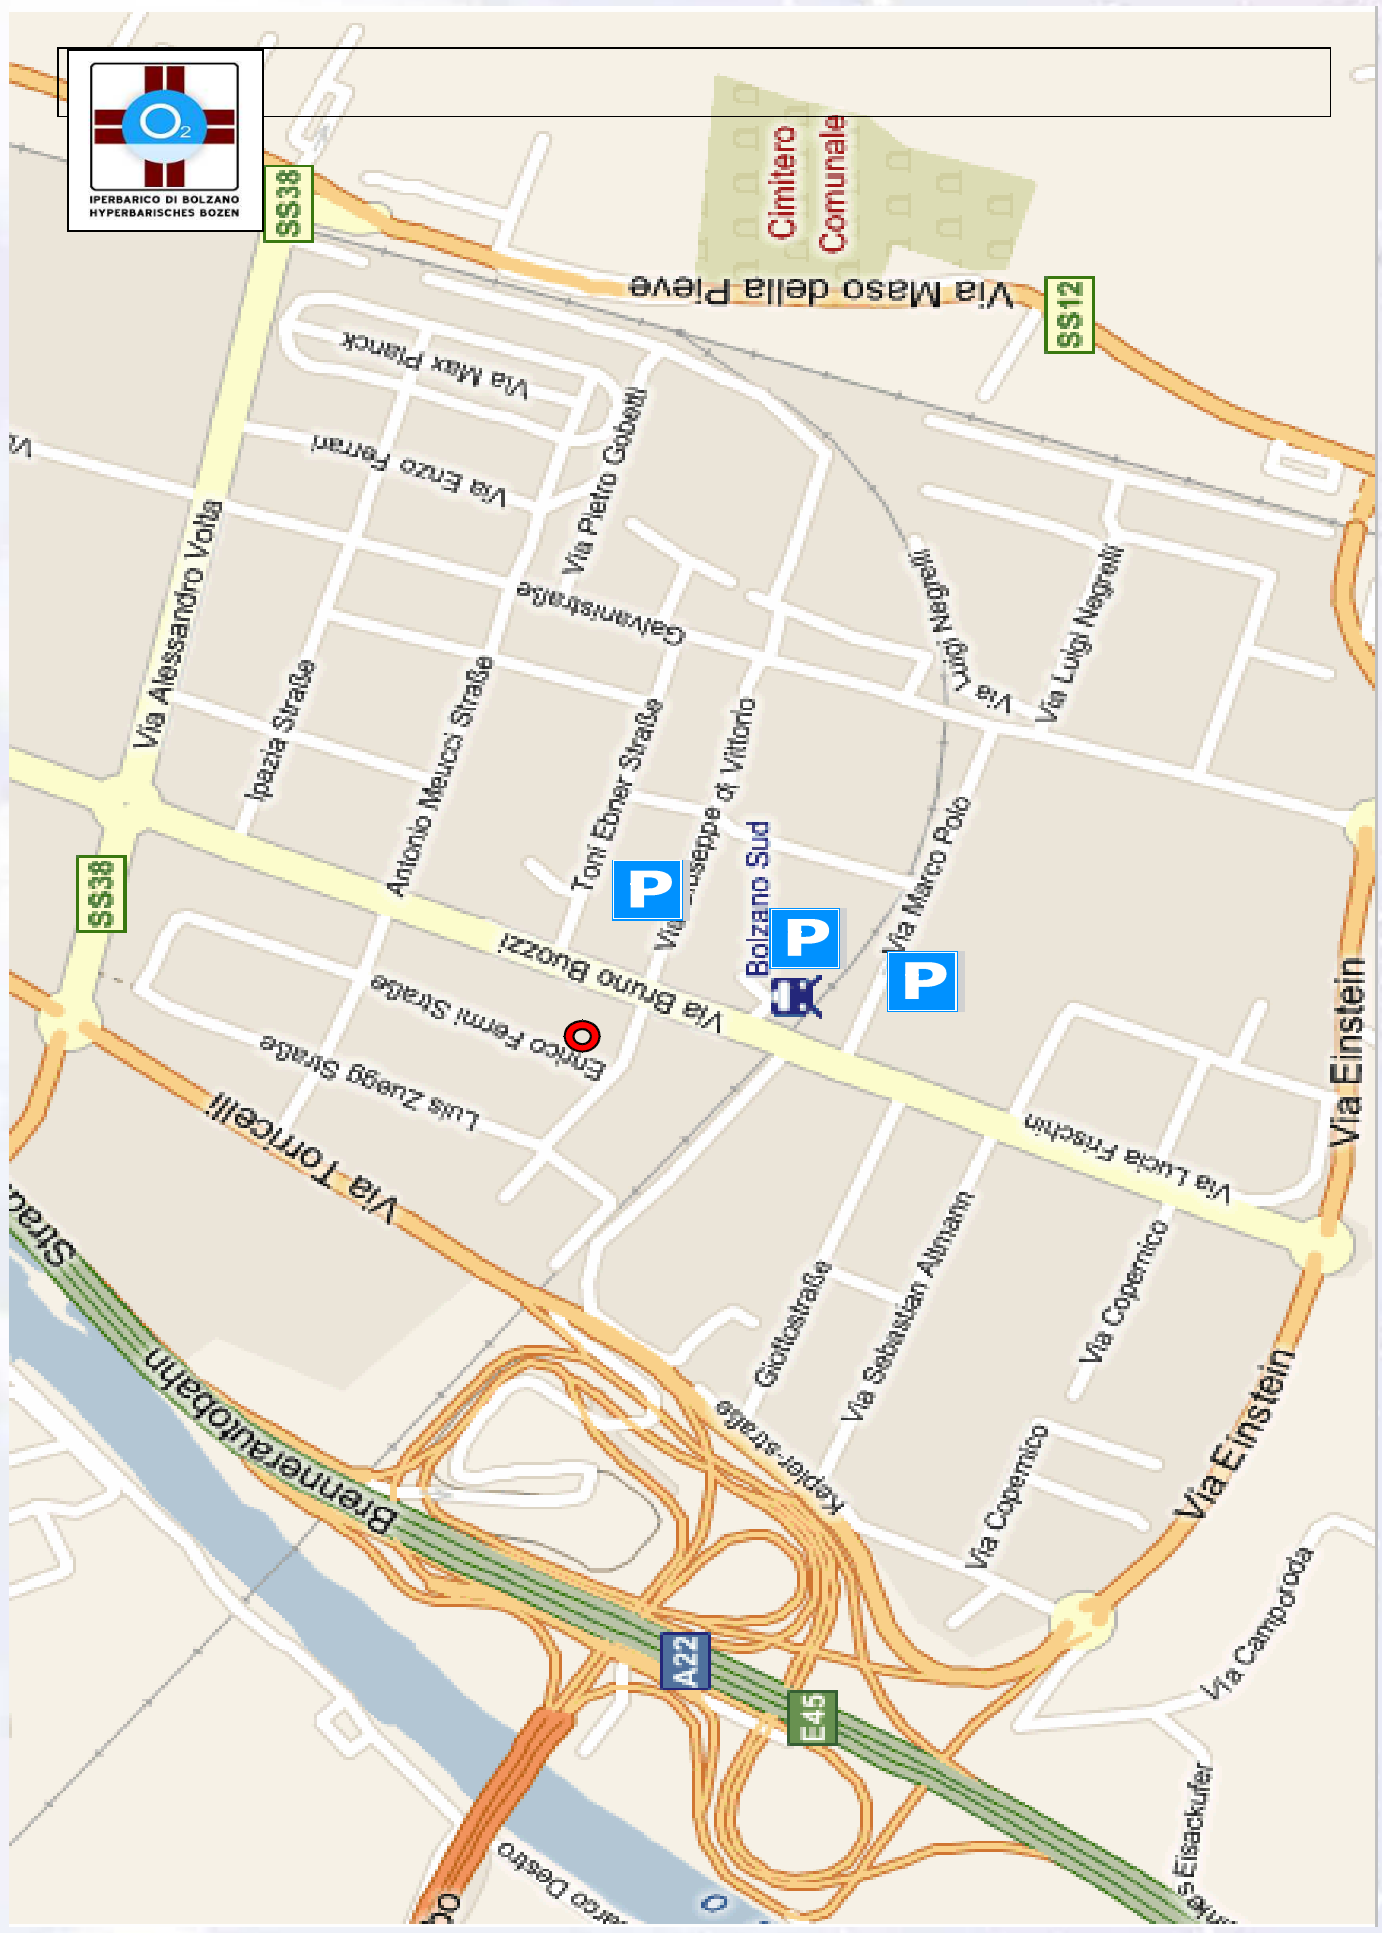 O2
IPERBARICO DI BOLZANO
HYPERBARISCHES BOZEN
SS38
Cimitero
Comunale
Via Maso della Pieve
SS12
Via Max Planck
Via Enzo Ferrari
Via Pietro Gobetti
Via Alessandro Volta
Galvanistraße
Via Luigi Negrelli
Via Luigi Negrelli
Ipazia Straße
Antonio Meucci Straße
Toni Ebner Straße
Via Giuseppe di Vittorio
Bolzano Sud
Via Marco Polo
SS38
P
P
P
Via Bruno Buozzi
Enrico Fermi Straße
Luis Zuegg Straße
Via Torricelli
Via Einstein
Via Lucia Frischin
Via Copernico
Via Sebastian Altmann
Giottostraße
Keplerstraße
Via Copernico
Via Einstein
Brennerautobahn
Via Camporoda
A22
E45
Eisackufer
Destro